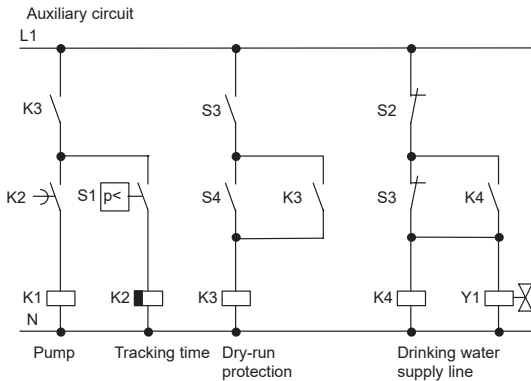 Auxiliary circuit
L1
K3
S3
S2
K2
S1 p<
S4
K3
S3
K4
K1
K2
K3
K4
Y1
N
Pump
Tracking time
Dry-run
protection
Drinking water
supply line